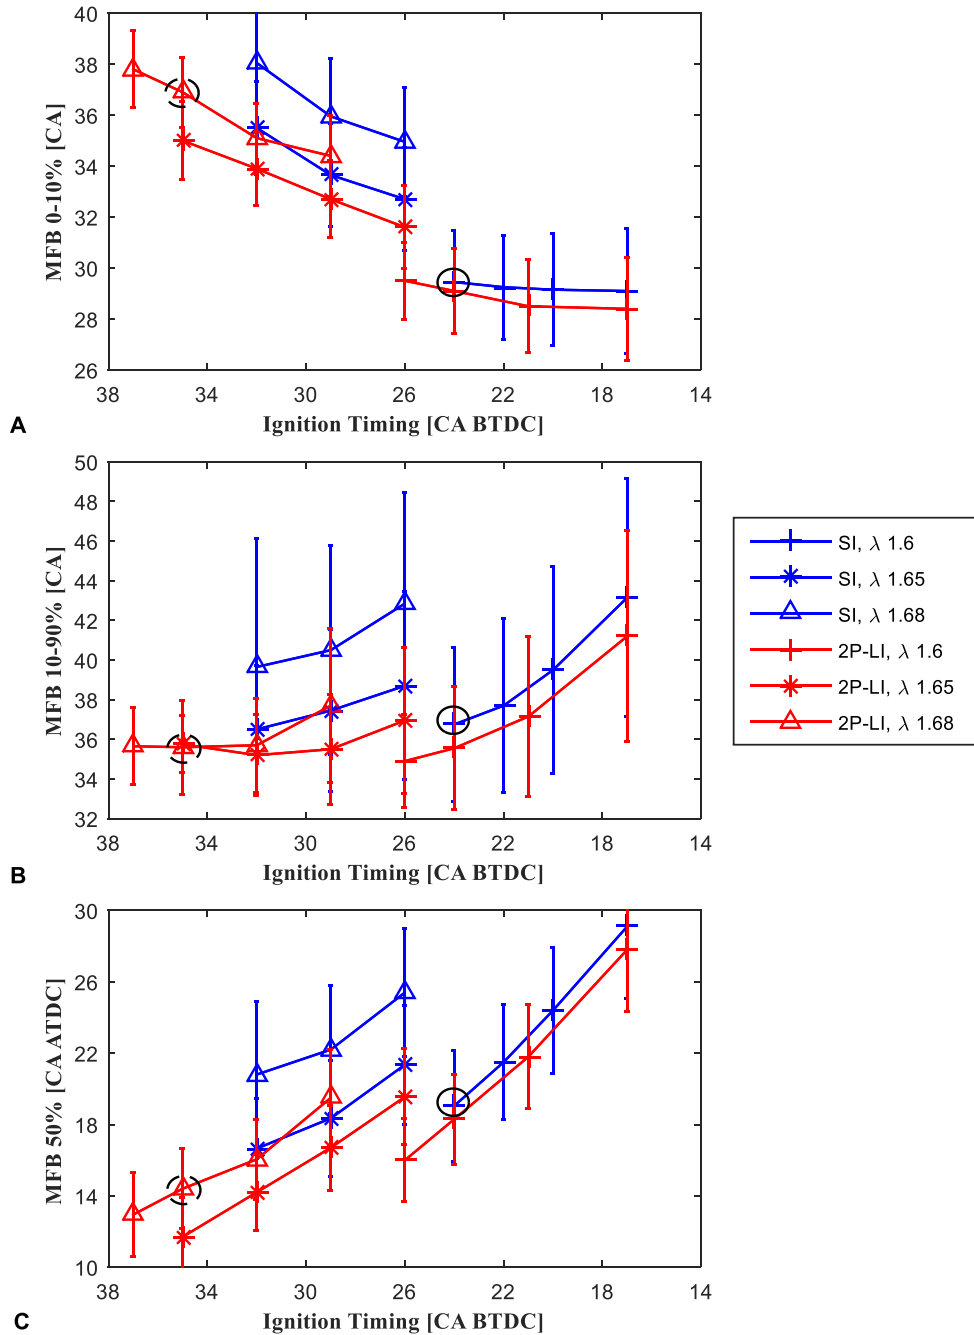 40
38
36
34
32
30
28
26
MFB 0-10% [CA]
38 34 30 26 22 18 14
Ignition Timing [CA BTDC]
A
50
48
46
44
42
40
38
36
34
32
MFB 10-90% [CA]
38 34 30 26 22 18 14
Ignition Timing [CA BTDC]
B
SI, λ 1.6
SI, λ 1.65
SI, λ 1.68
2P-LI, λ 1.6
2P-LI, λ 1.65
2P-LI, λ 1.68
30
26
22
18
14
10
MFB 50% [CA ATDC]
38 34 30 26 22 18 14
Ignition Timing [CA BTDC]
C